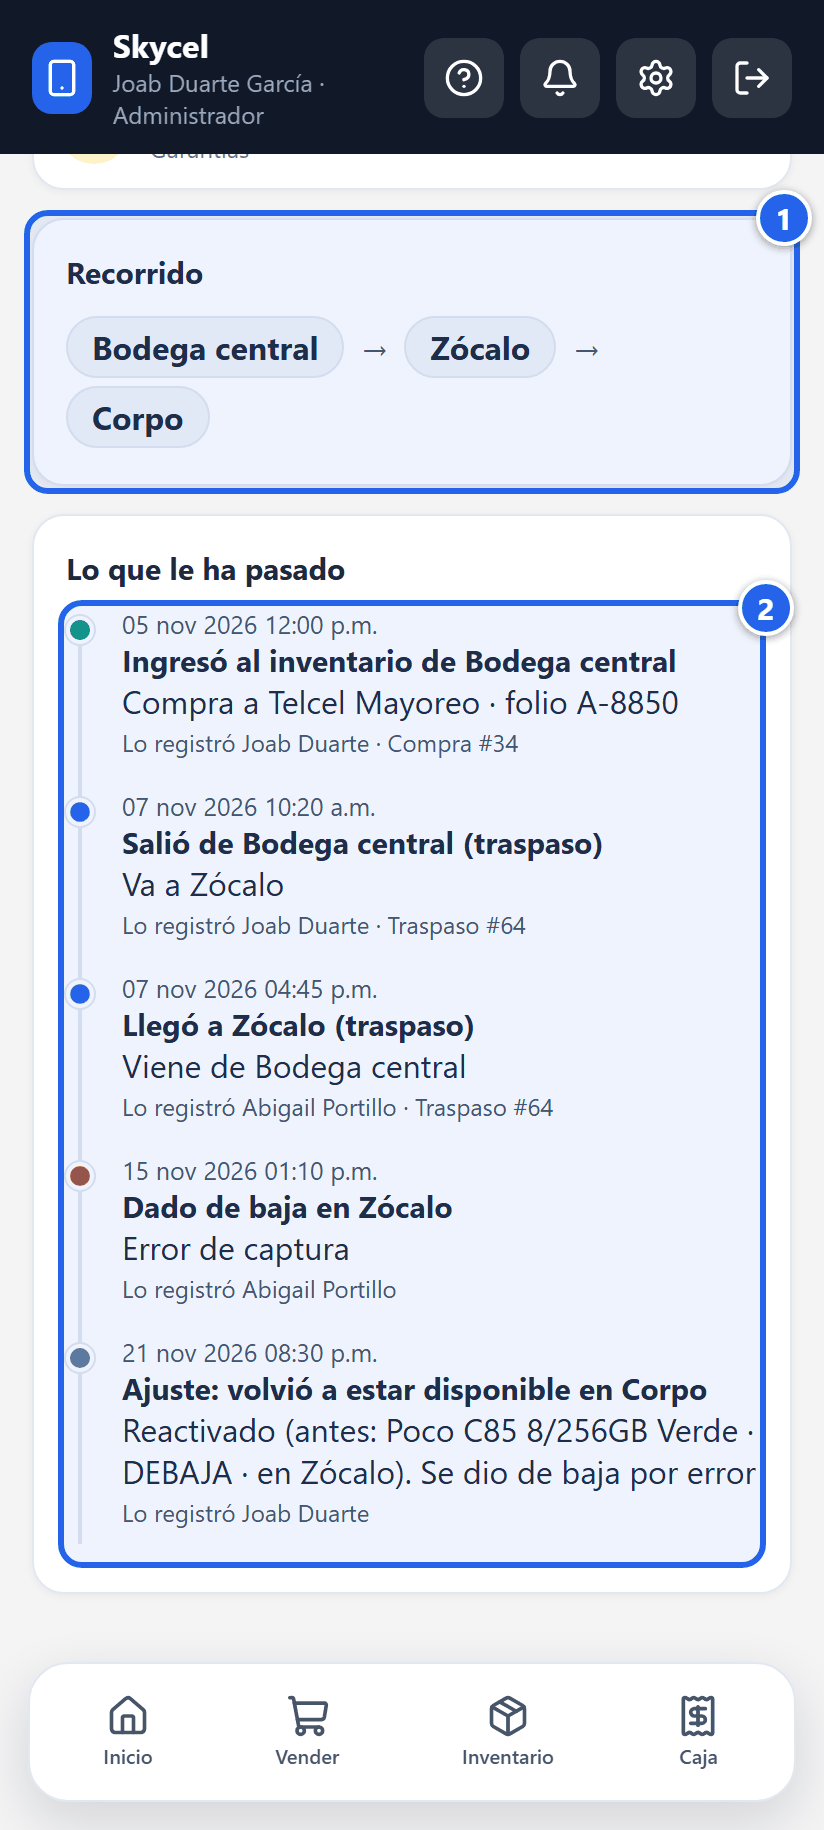 Skycel
Joab Duarte García ·
Administrador
Garantías
1
Recorrido
Bodega central → Zócalo →
Corpo
Lo que le ha pasado
2
05 nov 2026 12:00 p.m.
Ingresó al inventario de Bodega central
Compra a Telcel Mayoreo · folio A-8850
Lo registró Joab Duarte · Compra #34
07 nov 2026 10:20 a.m.
Salió de Bodega central (traspaso)
Va a Zócalo
Lo registró Joab Duarte · Traspaso #64
07 nov 2026 04:45 p.m.
Llegó a Zócalo (traspaso)
Viene de Bodega central
Lo registró Abigail Portillo · Traspaso #64
15 nov 2026 01:10 p.m.
Dado de baja en Zócalo
Error de captura
Lo registró Abigail Portillo
21 nov 2026 08:30 p.m.
Ajuste: volvió a estar disponible en Corpo
Reactivado (antes: Poco C85 8/256GB Verde ·
DEBAJA · en Zócalo). Se dio de baja por error
Lo registró Joab Duarte
Inicio
Vender
Inventario
Caja